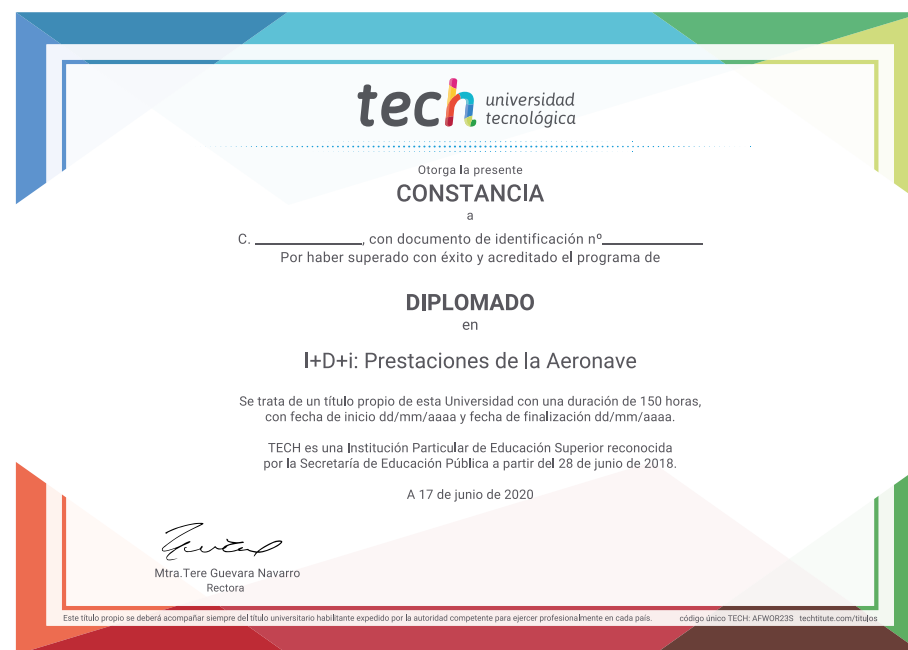 tech universidad
tecnológica
Otorga la presente
CONSTANCIA
a
C. ____________, con documento de identificación nº____________
Por haber superado con éxito y acreditado el programa de
DIPLOMADO
en
I+D+i: Prestaciones de la Aeronave
Se trata de un título propio de esta Universidad con una duración de 150 horas,
con fecha de inicio dd/mm/aaaa y fecha de finalización dd/mm/aaaa.
TECH es una Institución Particular de Educación Superior reconocida
por la Secretaría de Educación Pública a partir del 28 de junio de 2018.
A 17 de junio de 2020
Mtra.Tere Guevara Navarro
Rectora
Este título propio se deberá acompañar siempre del título universitario habilitante expedido por la autoridad competente para ejercer profesionalmente en cada país. código único TECH: AFWOR23S techtitute.com/titulos